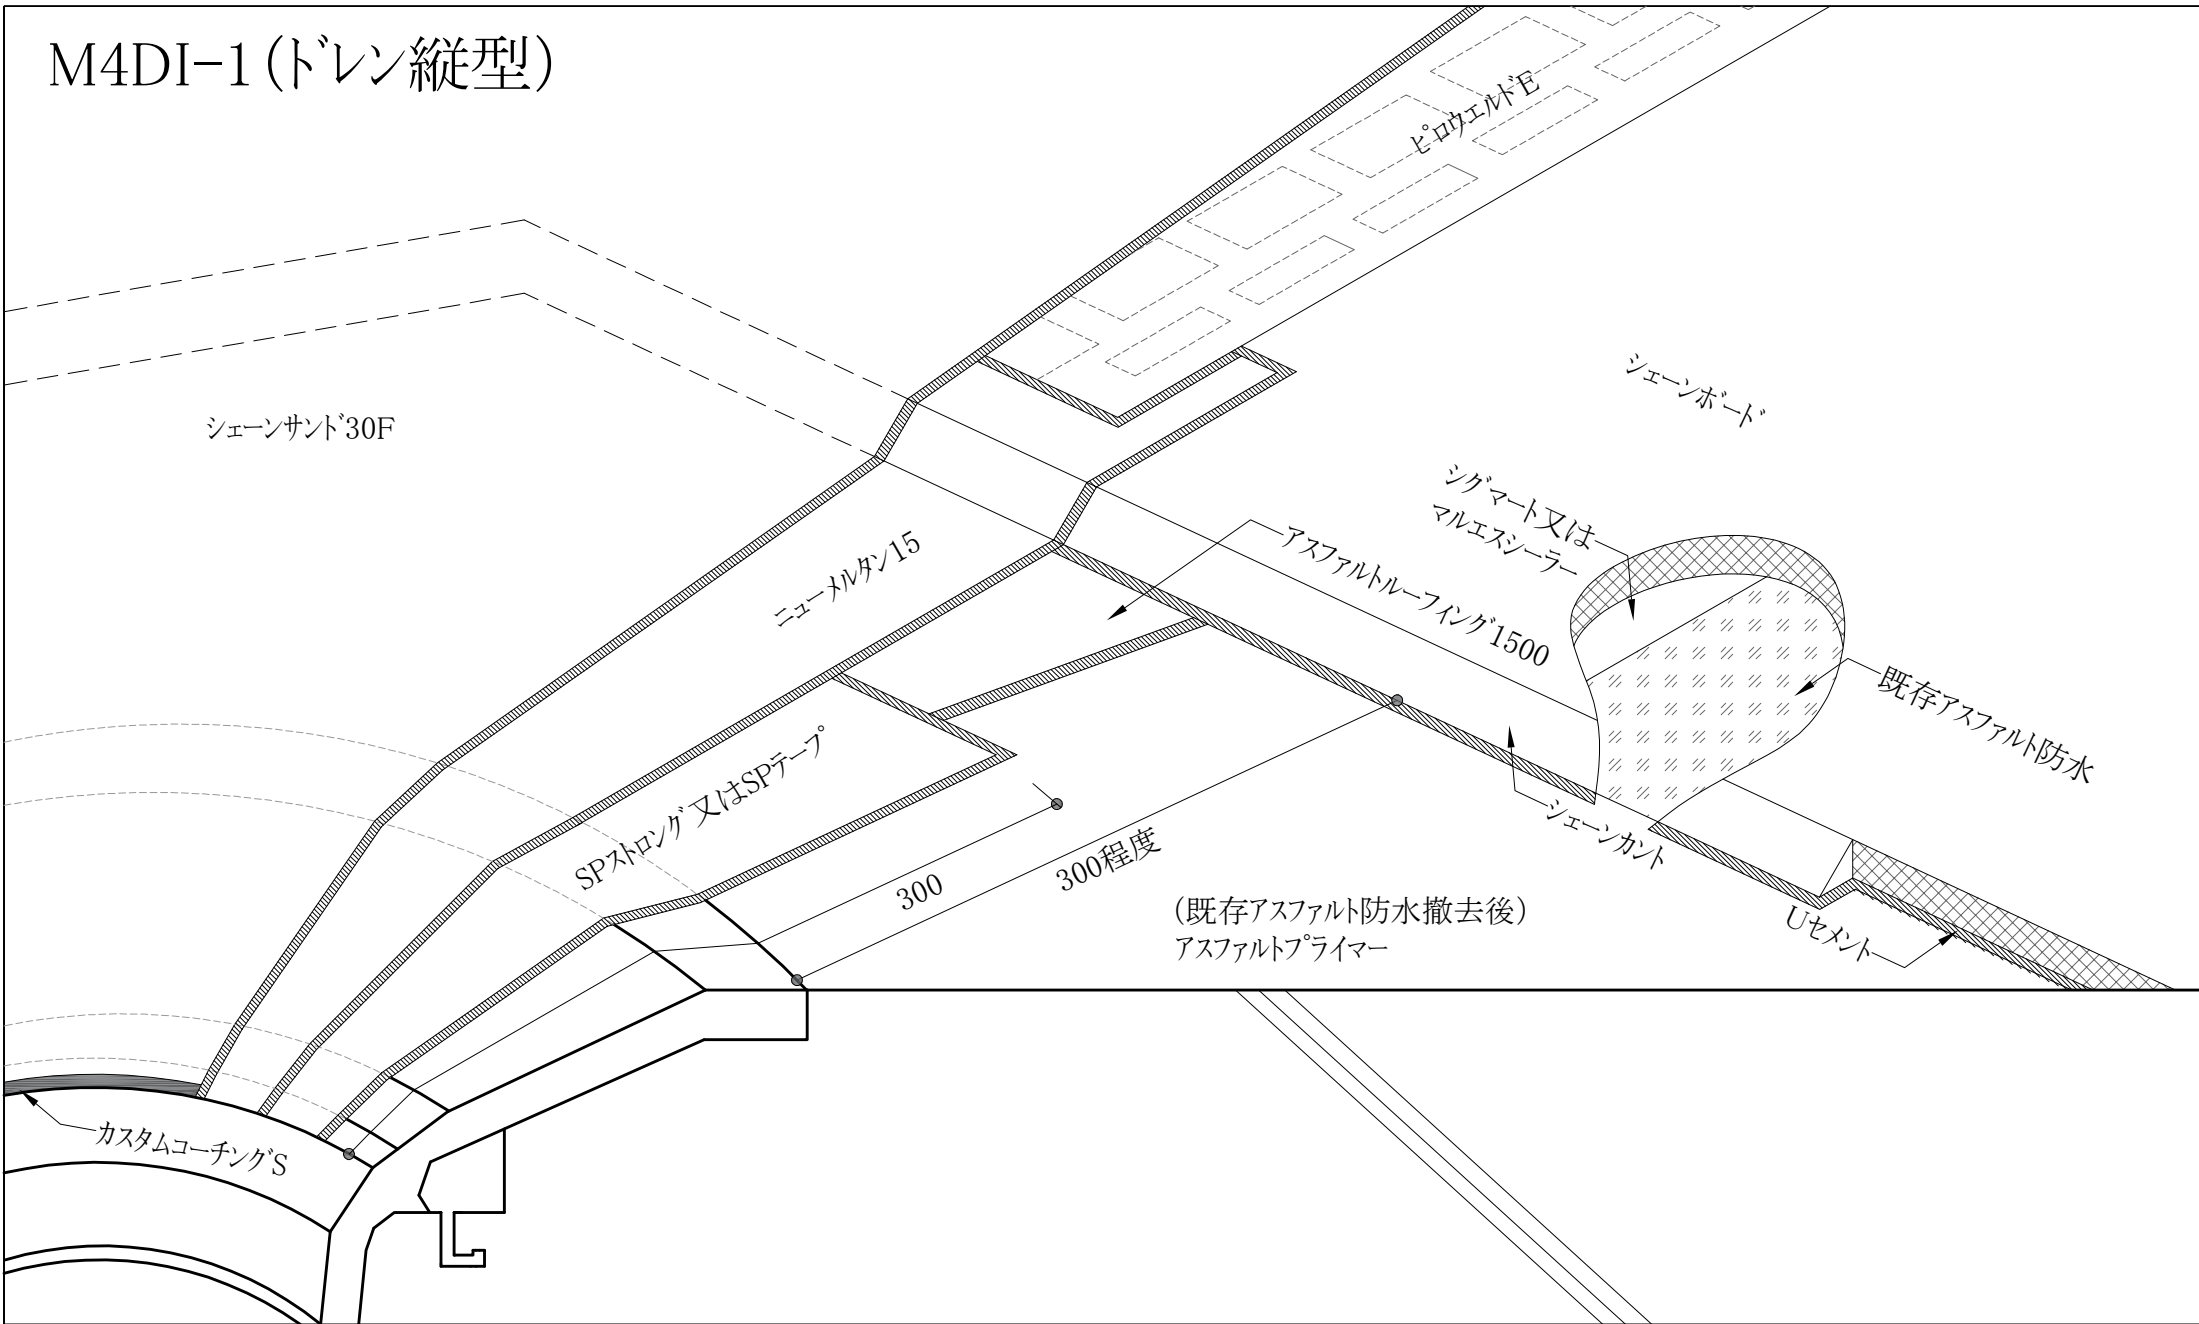 M4DI-1(ドレン縦型)
ピロウエルドE
シェーンボード
シェーンサンド30F
シグマート又は
マルエスシーラー
アスファルトルーフィング1500
ニューメルタン15
既存アスファルト防水
SPストロング又はSPテープ
シェーンカント
300
300程度
(既存アスファルト防水撤去後)
アスファルトプライマー
Uセメント
カスタムコーチングS